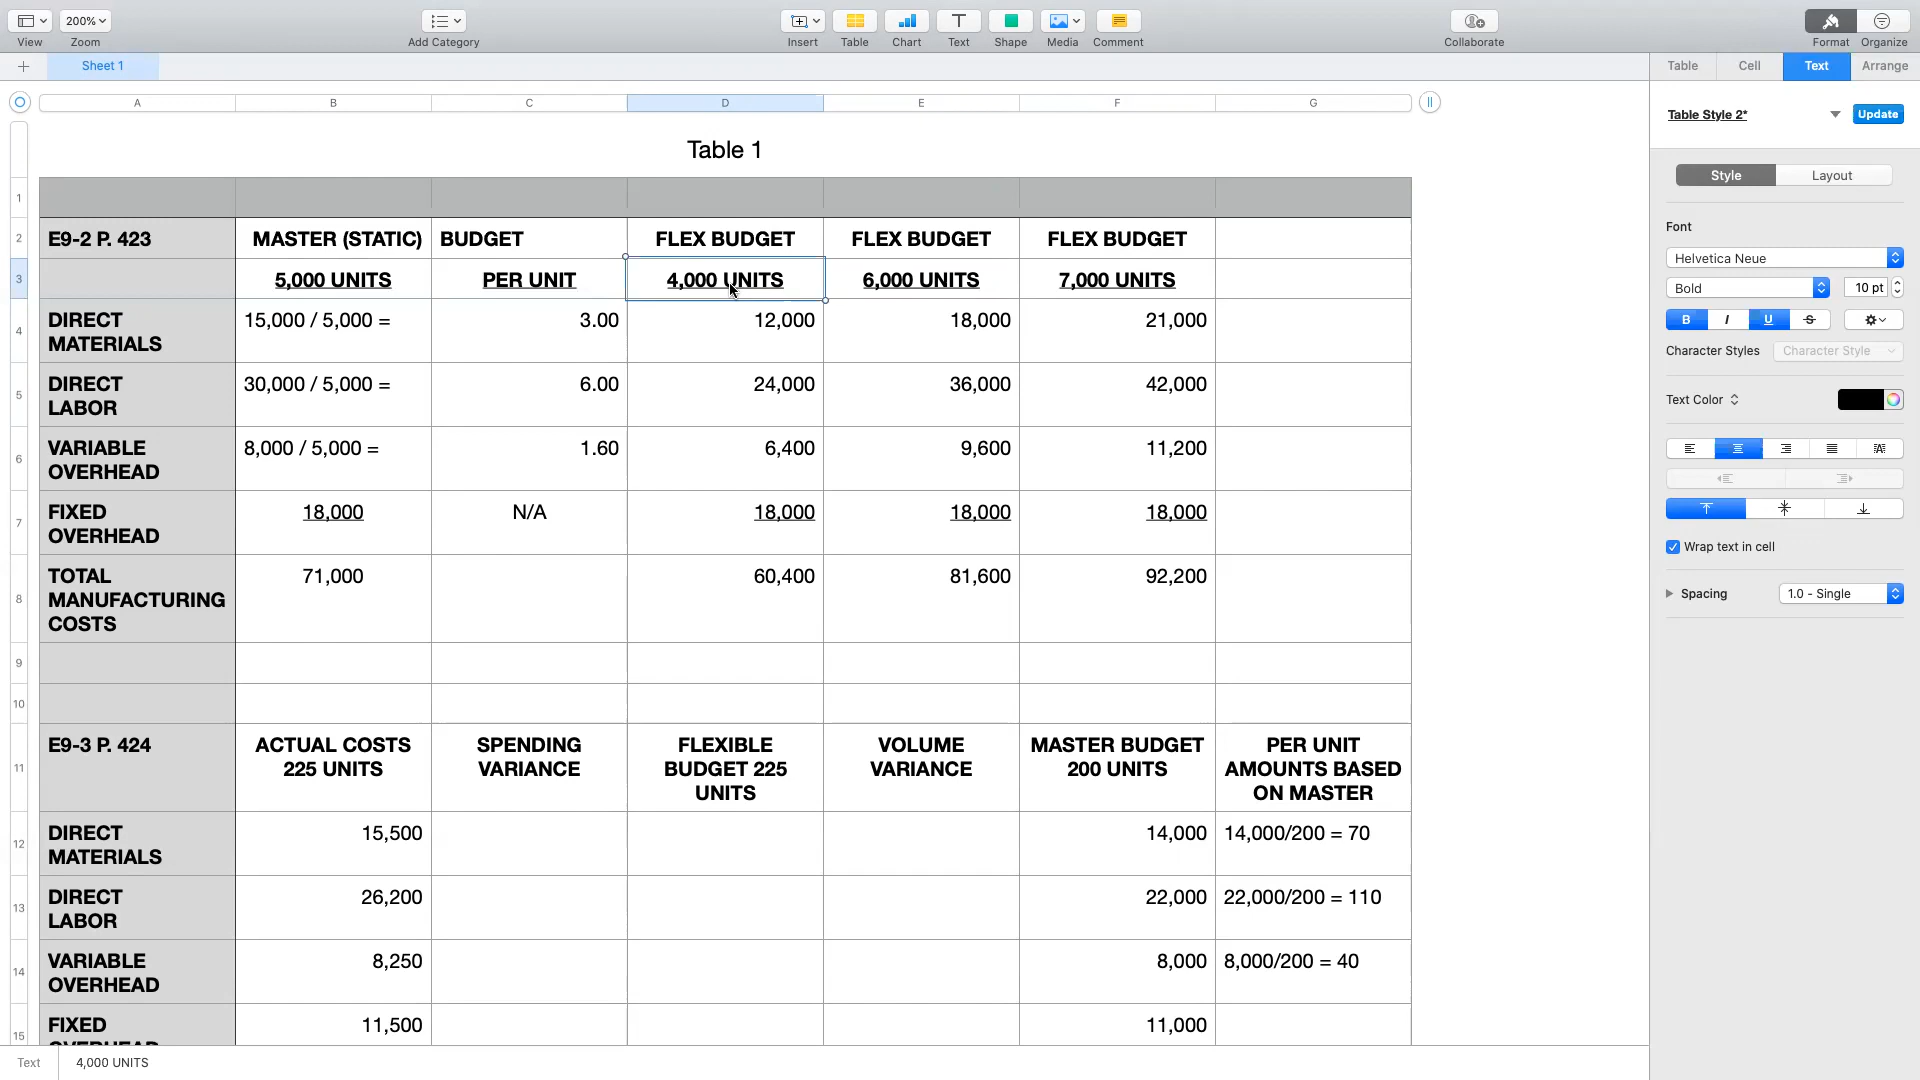 200%
View
Zoom
Add Category
Insert
Table
Chart
Text
Shape
Media
Comment
Collaborate
Format
Organize
Sheet 1
Table
Cell
Text
Arrange
A B C D E F G
Table 1
1
2 E9-2 P. 423 MASTER (STATIC) BUDGET FLEX BUDGET FLEX BUDGET FLEX BUDGET
3 5,000 UNITS PER UNIT 4,000 UNITS 6,000 UNITS 7,000 UNITS
4 DIRECT MATERIALS 15,000 / 5,000 = 3.00 12,000 18,000 21,000
5 DIRECT LABOR 30,000 / 5,000 = 6.00 24,000 36,000 42,000
6 VARIABLE OVERHEAD 8,000 / 5,000 = 1.60 6,400 9,600 11,200
7 FIXED OVERHEAD 18,000 N/A 18,000 18,000 18,000
8 TOTAL MANUFACTURING COSTS 71,000 60,400 81,600 92,200
9
10
11 E9-3 P. 424 ACTUAL COSTS 225 UNITS SPENDING VARIANCE FLEXIBLE BUDGET 225 UNITS VOLUME VARIANCE MASTER BUDGET 200 UNITS PER UNIT AMOUNTS BASED ON MASTER
12 DIRECT MATERIALS 15,500 14,000 14,000/200 = 70
13 DIRECT LABOR 26,200 22,000 22,000/200 = 110
14 VARIABLE OVERHEAD 8,250 8,000 8,000/200 = 40
15 FIXED OVERHEAD 11,500 11,000
Text 4,000 UNITS
Table Style 2*
Update
Style
Layout
Font
Helvetica Neue
Bold
10 pt
B I U S
Character Styles
Character Style
Text Color
Wrap text in cell
Spacing
1.0 - Single